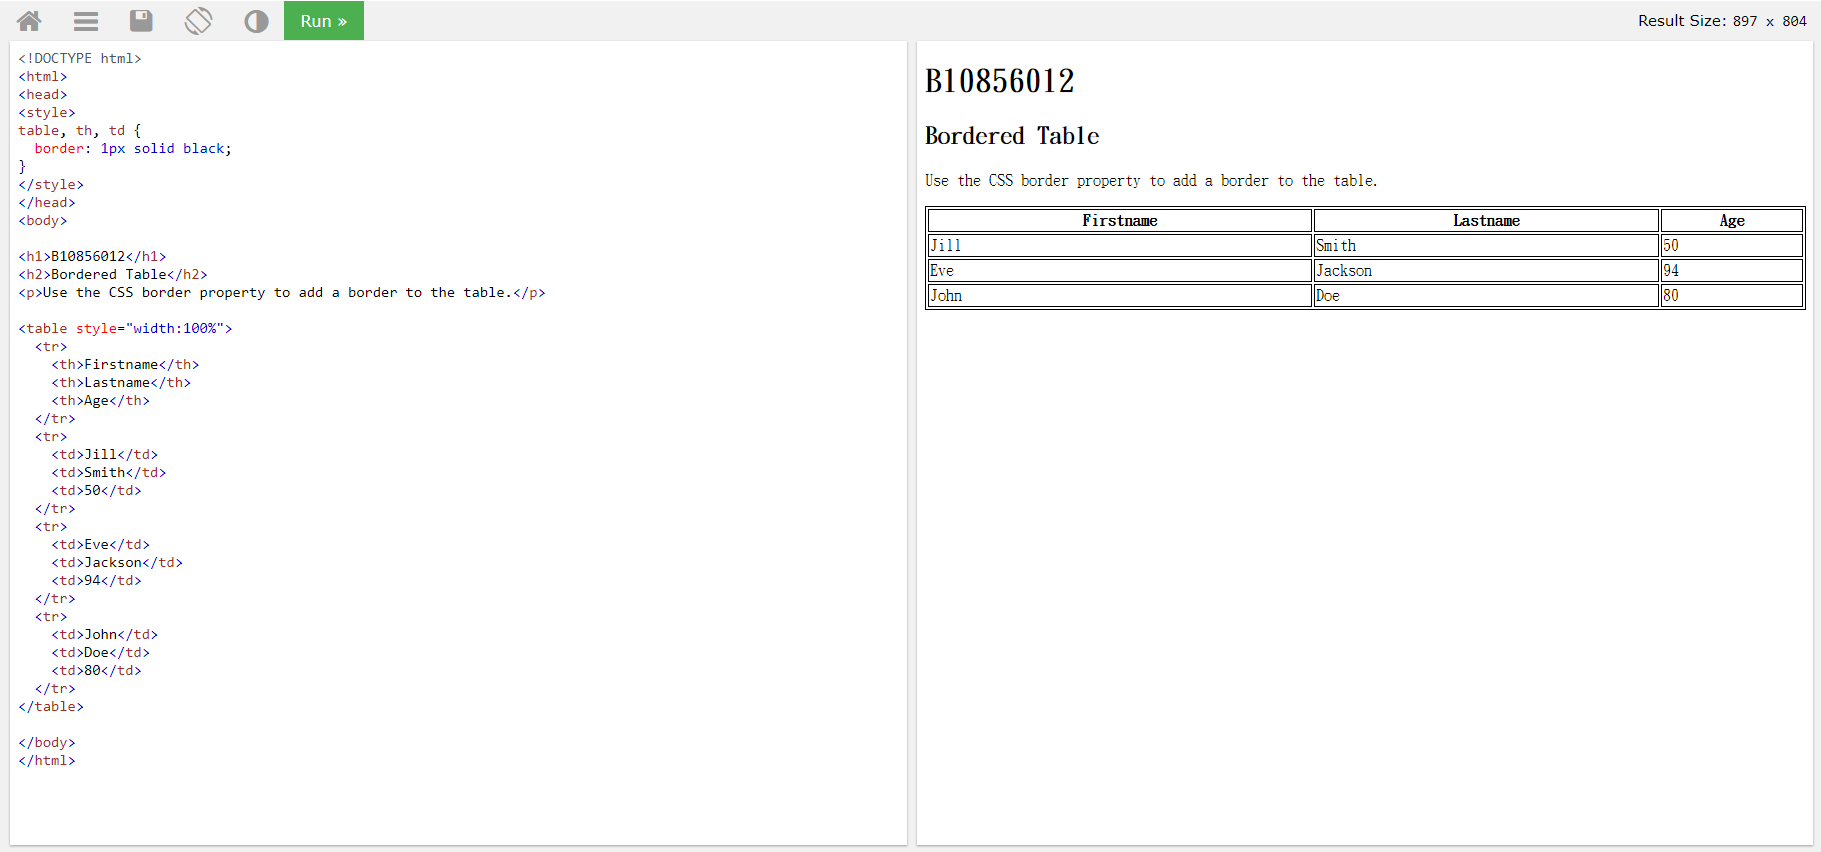 Run »
Result Size: 897 x 804
<!DOCTYPE html>
<html>
<head>
<style>
table, th, td {
  border: 1px solid black;
}
</style>
</head>
<body>

<h1>B10856012</h1>
<h2>Bordered Table</h2>
<p>Use the CSS border property to add a border to the table.</p>

<table style="width:100%">
  <tr>
    <th>Firstname</th>
    <th>Lastname</th>
    <th>Age</th>
  </tr>
  <tr>
    <td>Jill</td>
    <td>Smith</td>
    <td>50</td>
  </tr>
  <tr>
    <td>Eve</td>
    <td>Jackson</td>
    <td>94</td>
  </tr>
  <tr>
    <td>John</td>
    <td>Doe</td>
    <td>80</td>
  </tr>
</table>

</body>
</html>
B10856012
Bordered Table
Use the CSS border property to add a border to the table.
Firstname Lastname Age
Jill Smith 50
Eve Jackson 94
John Doe 80